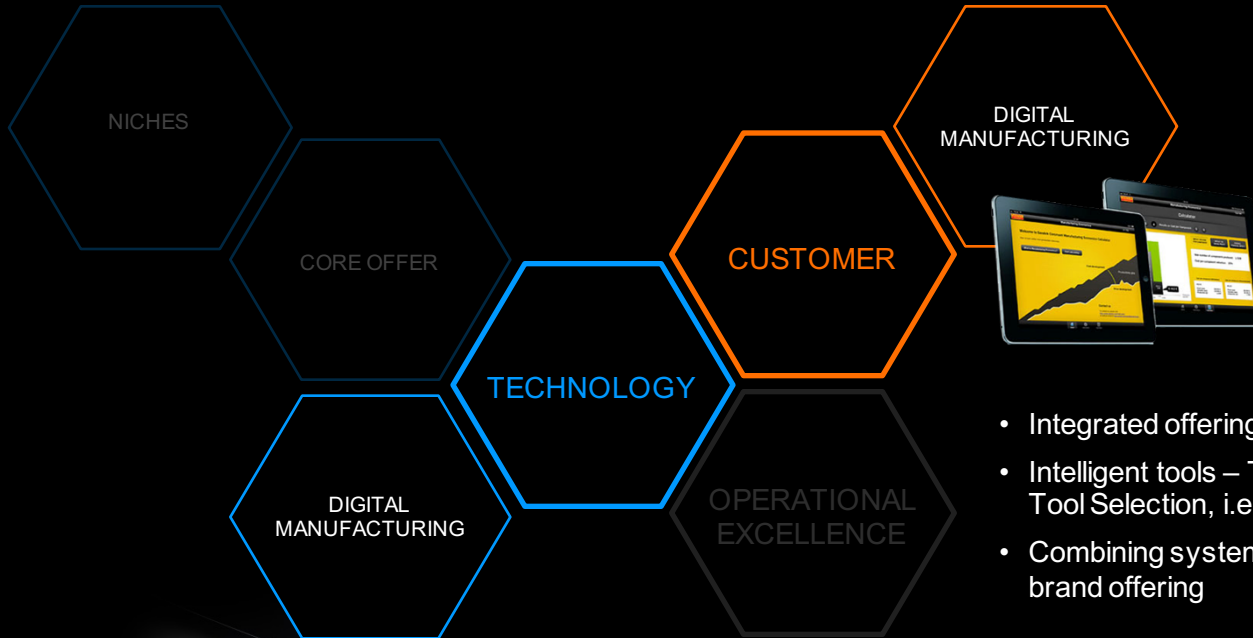 NICHES
DIGITAL
MANUFACTURING
CORE OFFER
CUSTOMER
TECHNOLOGY
DIGITAL
MANUFACTURING
OPERATIONAL
EXCELLENCE
Calculator
• Integrated offering
• Intelligent tools –
Tool Selection, i.e
• Combining system
brand offering